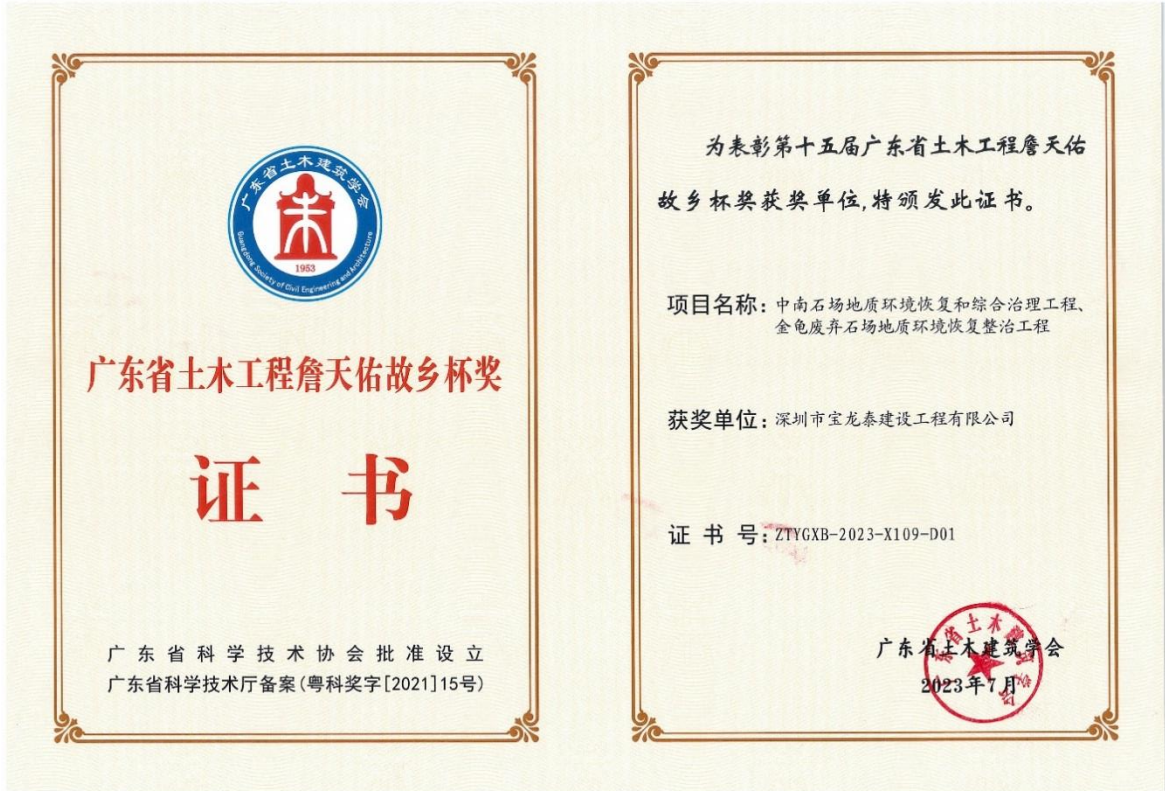 广东省土木建筑学会
1953
Guangdong Society of Civil Engineering and Architecture
广东省土木工程詹天佑故乡杯奖
证 书
广东省科学技术协会批准设立
广东省科学技术厅备案(粤科奖字[2021]15号)
为表彰第十五届广东省土木工程詹天佑
故乡杯奖获奖单位,特颁发此证书。
项目名称:中南石场地质环境恢复和综合治理工程、
金龟废弃石场地质环境恢复整治工程
获奖单位:深圳市宝龙泰建设工程有限公司
证 书 号:ZTYGXB-2023-X109-D01
广东省土木建筑学会
2023年7月
广东省土木建筑学会